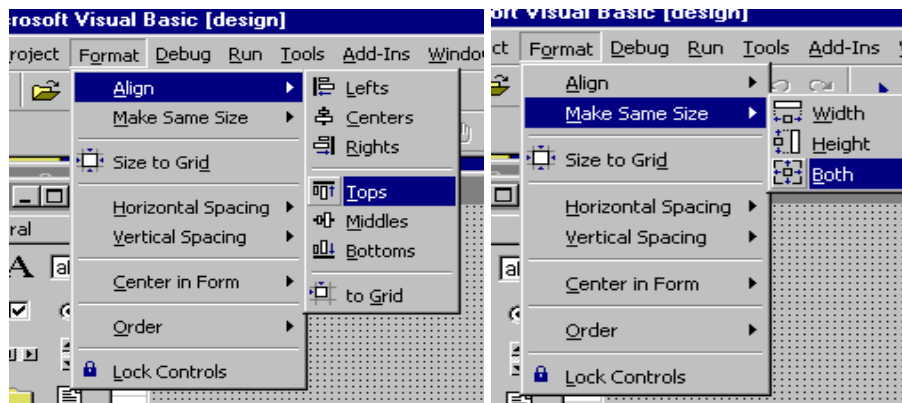 rosoft Visual Basic [design]
roject Format Debug Run Tools Add-Ins Windo
Align
Make Same Size
Size to Grid
Horizontal Spacing
Vertical Spacing
Center in Form
Order
Lock Controls
Lefts
Centers
Rights
Tops
Middles
Bottoms
to Grid
ral
A al
oft Visual Basic [design]
ct Format Debug Run Tools Add-Ins
Align
Make Same Size
Size to Grid
Horizontal Spacing
Vertical Spacing
Center in Form
Order
Lock Controls
Width
Height
Both
al